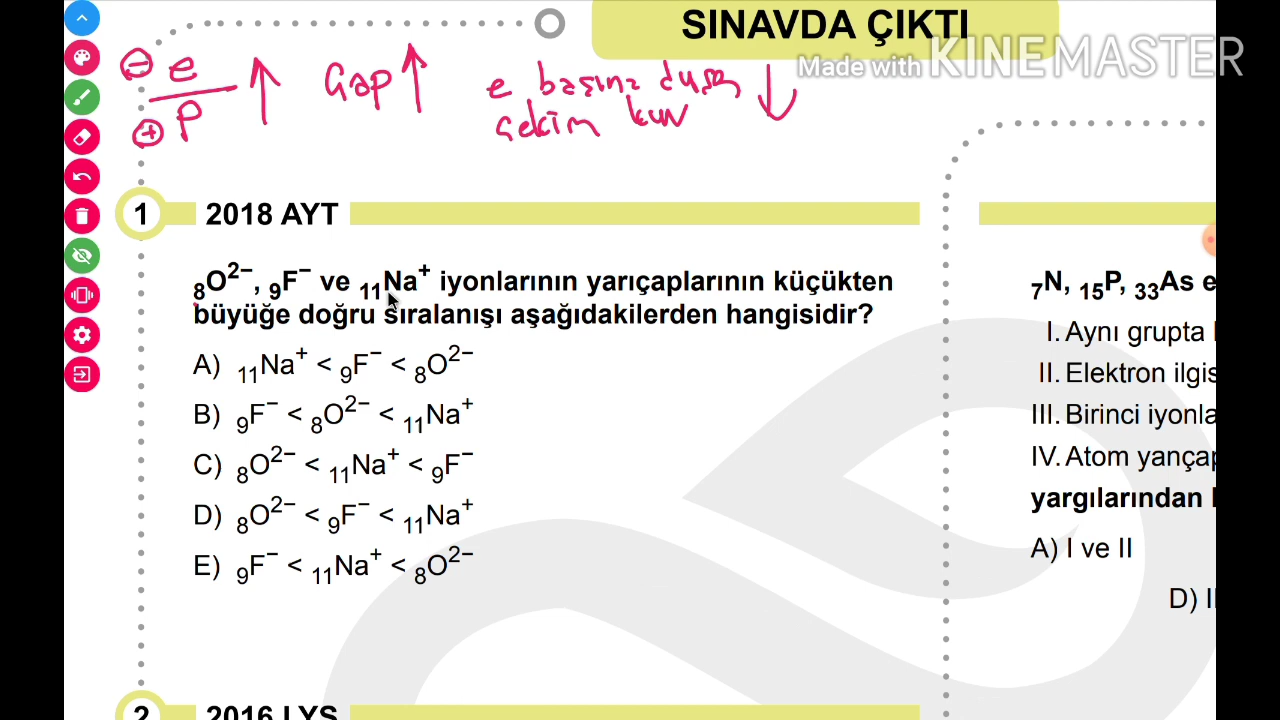 SINAVDA ÇIKTI
Made with KINEMASTER
⊖ e
⊕ p
Gap
e başına düşen
çekim kuv
1 2018 AYT
₈O²⁻, ₉F⁻ ve ₁₁Na⁺ iyonlarının yarıçaplarının küçükten
büyüğe doğru sıralanışı aşağıdakilerden hangisidir?
A) ₁₁Na⁺ < ₉F⁻ < ₈O²⁻
B) ₉F⁻ < ₈O²⁻ < ₁₁Na⁺
C) ₈O²⁻ < ₁₁Na⁺ < ₉F⁻
D) ₈O²⁻ < ₉F⁻ < ₁₁Na⁺
E) ₉F⁻ < ₁₁Na⁺ < ₈O²⁻
2 2016 LYS
₇N, ₁₅P, ₃₃As e
I. Aynı grupta
II. Elektron ilgis
III. Birinci iyonla
IV. Atom yançap
yargılarından
A) I ve II
D) II